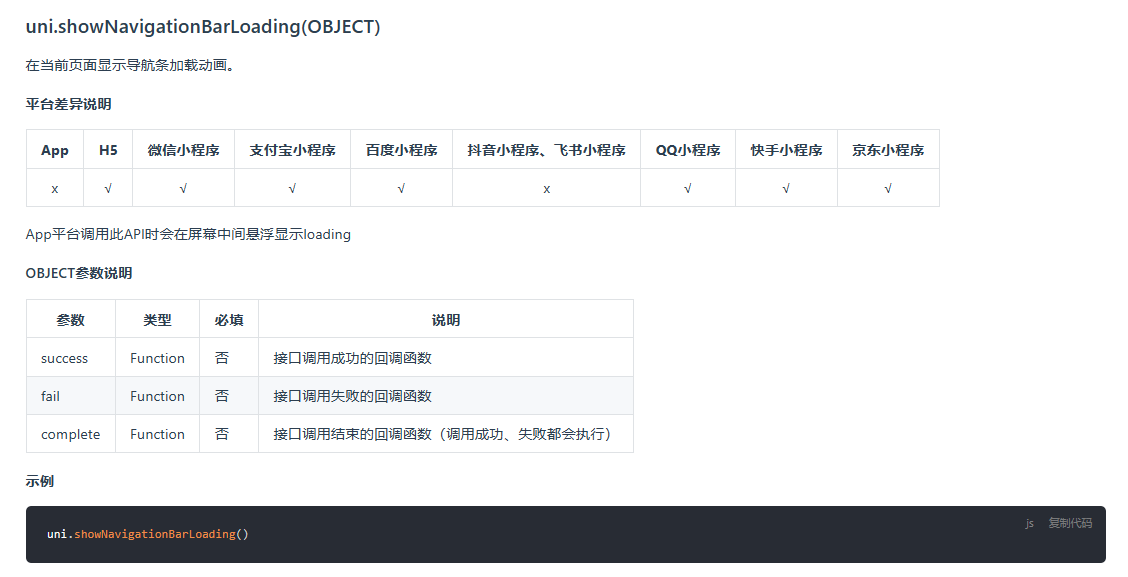 uni.showNavigationBarLoading(OBJECT)
在当前页面显示导航条加载动画。
平台差异说明
App H5 微信小程序 支付宝小程序 百度小程序 抖音小程序、飞书小程序 QQ小程序 快手小程序 京东小程序
x √ √ √ √ x √ √ √
App平台调用此API时会在屏幕中间悬浮显示loading
OBJECT参数说明
参数 类型 必填 说明
success Function 否 接口调用成功的回调函数
fail Function 否 接口调用失败的回调函数
complete Function 否 接口调用结束的回调函数（调用成功、失败都会执行）
示例
js 复制代码
uni.showNavigationBarLoading()